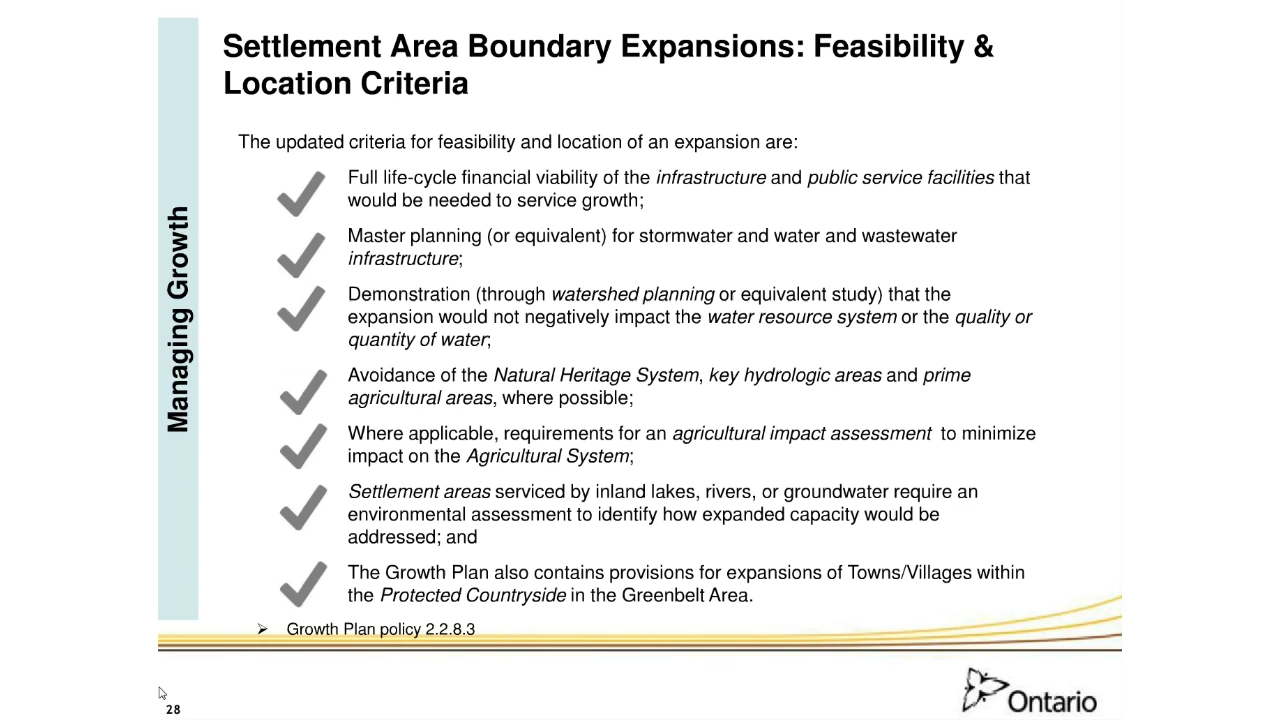 Settlement Area Boundary Expansions: Feasibility &
Location Criteria
Managing Growth
The updated criteria for feasibility and location of an expansion are:
Full life-cycle financial viability of the infrastructure and public service facilities that
would be needed to service growth;
Master planning (or equivalent) for stormwater and water and wastewater
infrastructure;
Demonstration (through watershed planning or equivalent study) that the
expansion would not negatively impact the water resource system or the quality or
quantity of water;
Avoidance of the Natural Heritage System, key hydrologic areas and prime
agricultural areas, where possible;
Where applicable, requirements for an agricultural impact assessment to minimize
impact on the Agricultural System;
Settlement areas serviced by inland lakes, rivers, or groundwater require an
environmental assessment to identify how expanded capacity would be
addressed; and
The Growth Plan also contains provisions for expansions of Towns/Villages within
the Protected Countryside in the Greenbelt Area.
Growth Plan policy 2.2.8.3
28
Ontario